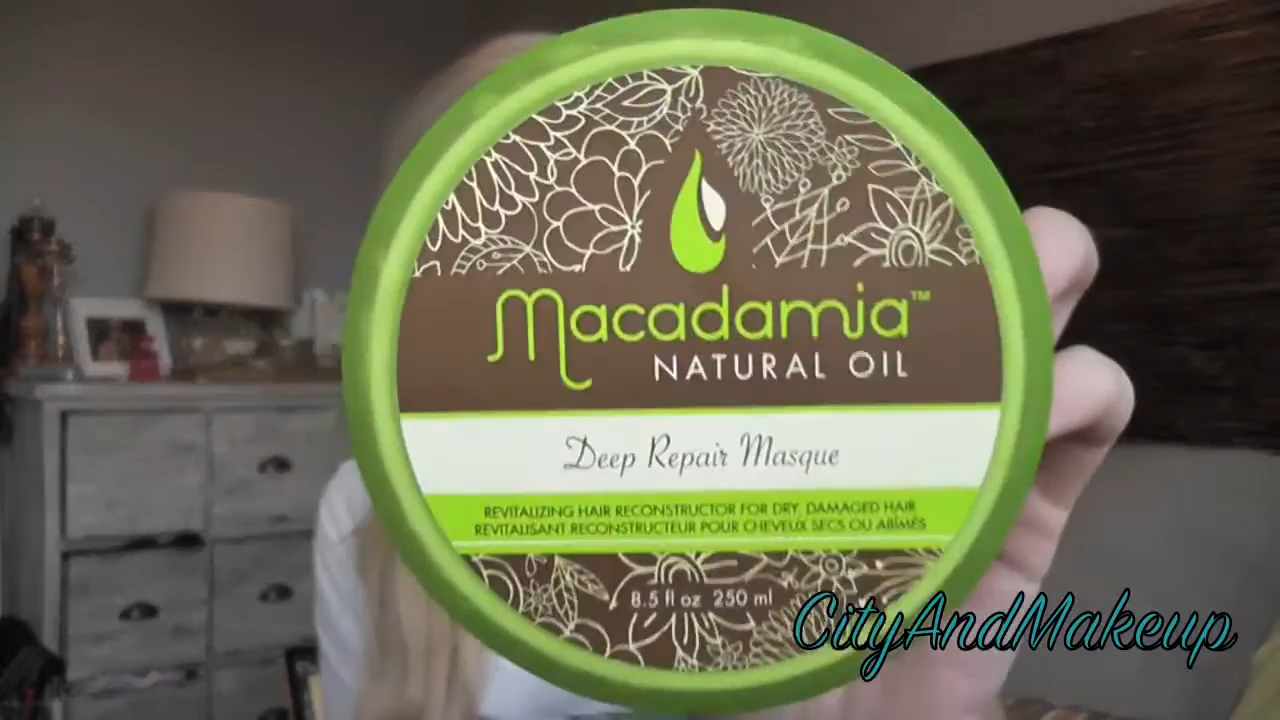 Macadamia™
NATURAL OIL
Deep Repair Masque
REVITALIZING HAIR RECONSTRUCTOR FOR DRY, DAMAGED HAIR
REVITALISANT RECONSTRUCTEUR POUR CHEVEUX SECS OU ABÎMÉS
8.5 fl oz 250 ml
CityAndMakeup